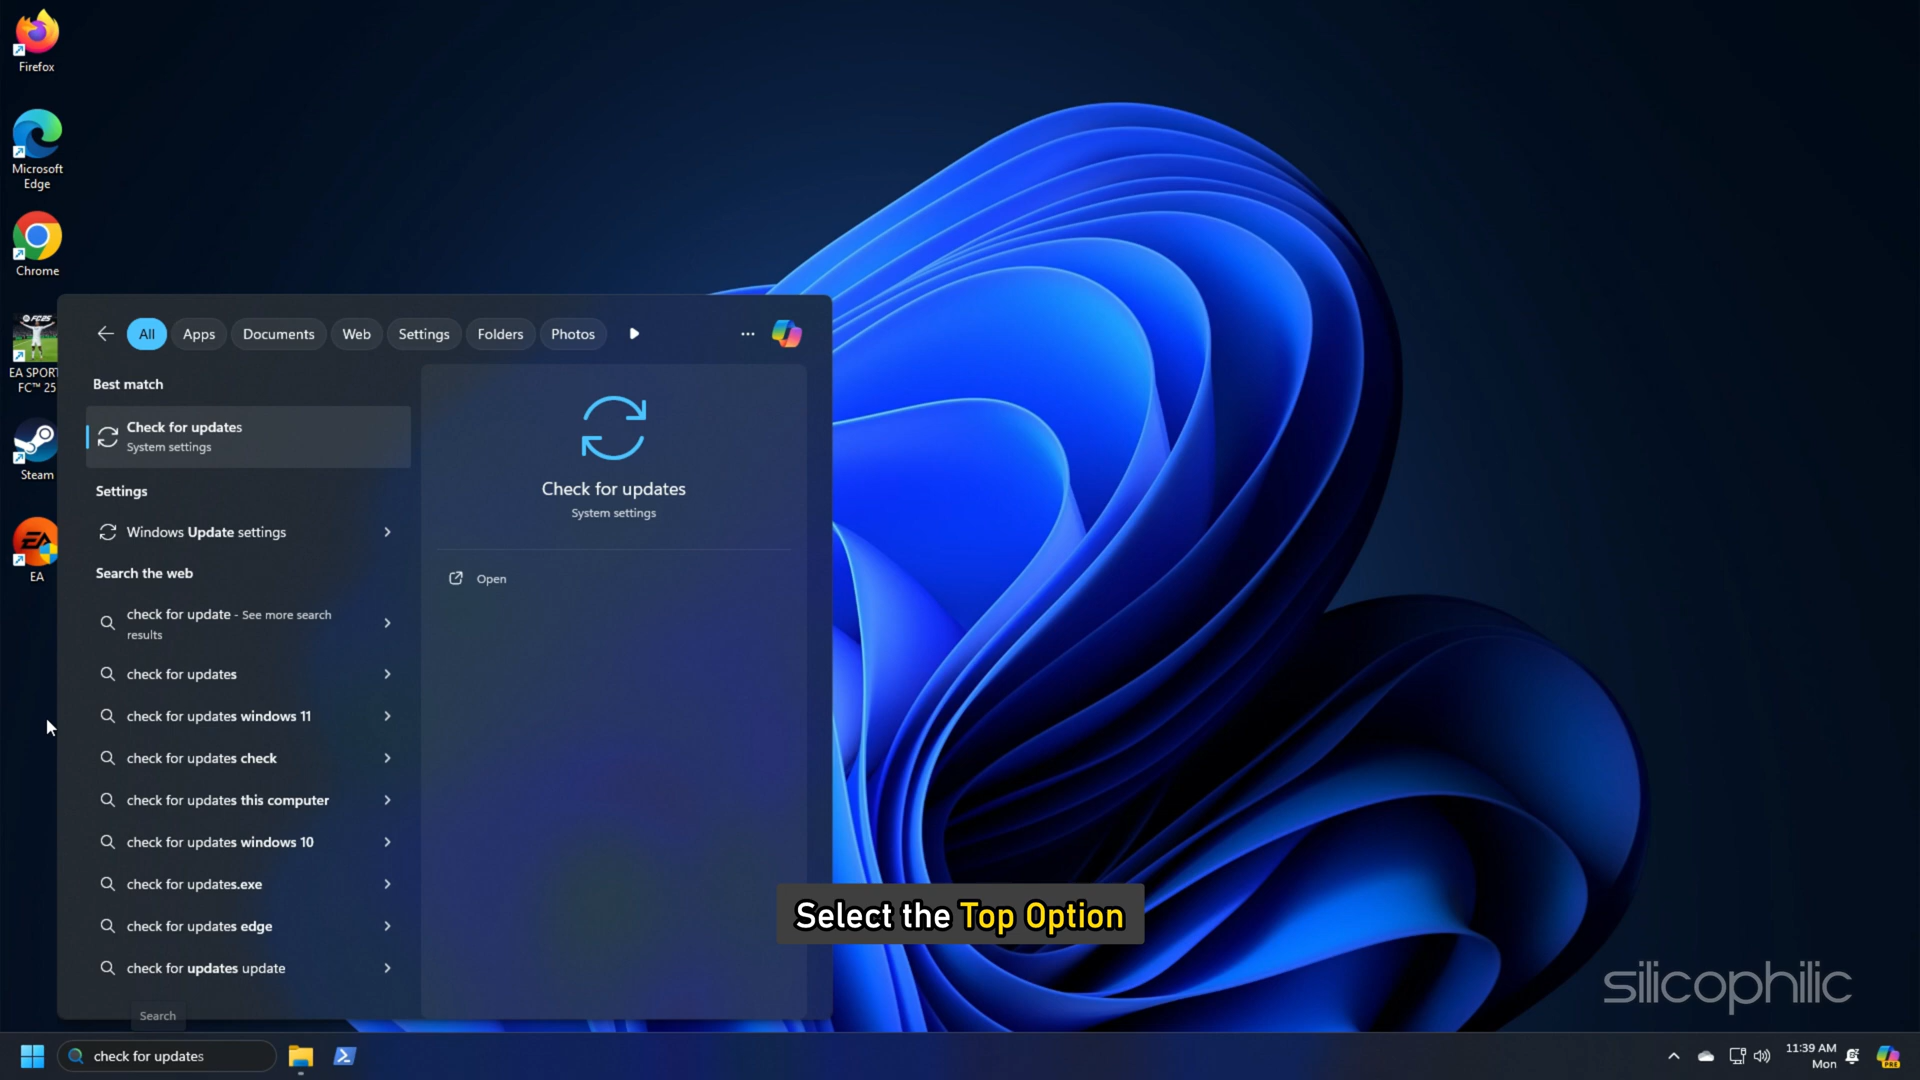 Firefox
Microsoft
Edge
Chrome
FC25
EA SPORT
FC™ 25
Steam
EA
EA
All
Apps
Documents
Web
Settings
Folders
Photos
Best match
Check for updates
System settings
Settings
Windows Update settings
Search the web
check for update - See more search
results
check for updates
check for updates windows 11
check for updates check
check for updates this computer
check for updates windows 10
check for updates.exe
check for updates edge
check for updates update
Check for updates
System settings
Open
Search
Select the Top Option
silicophilic
check for updates
11:39 AM
Mon
PRE